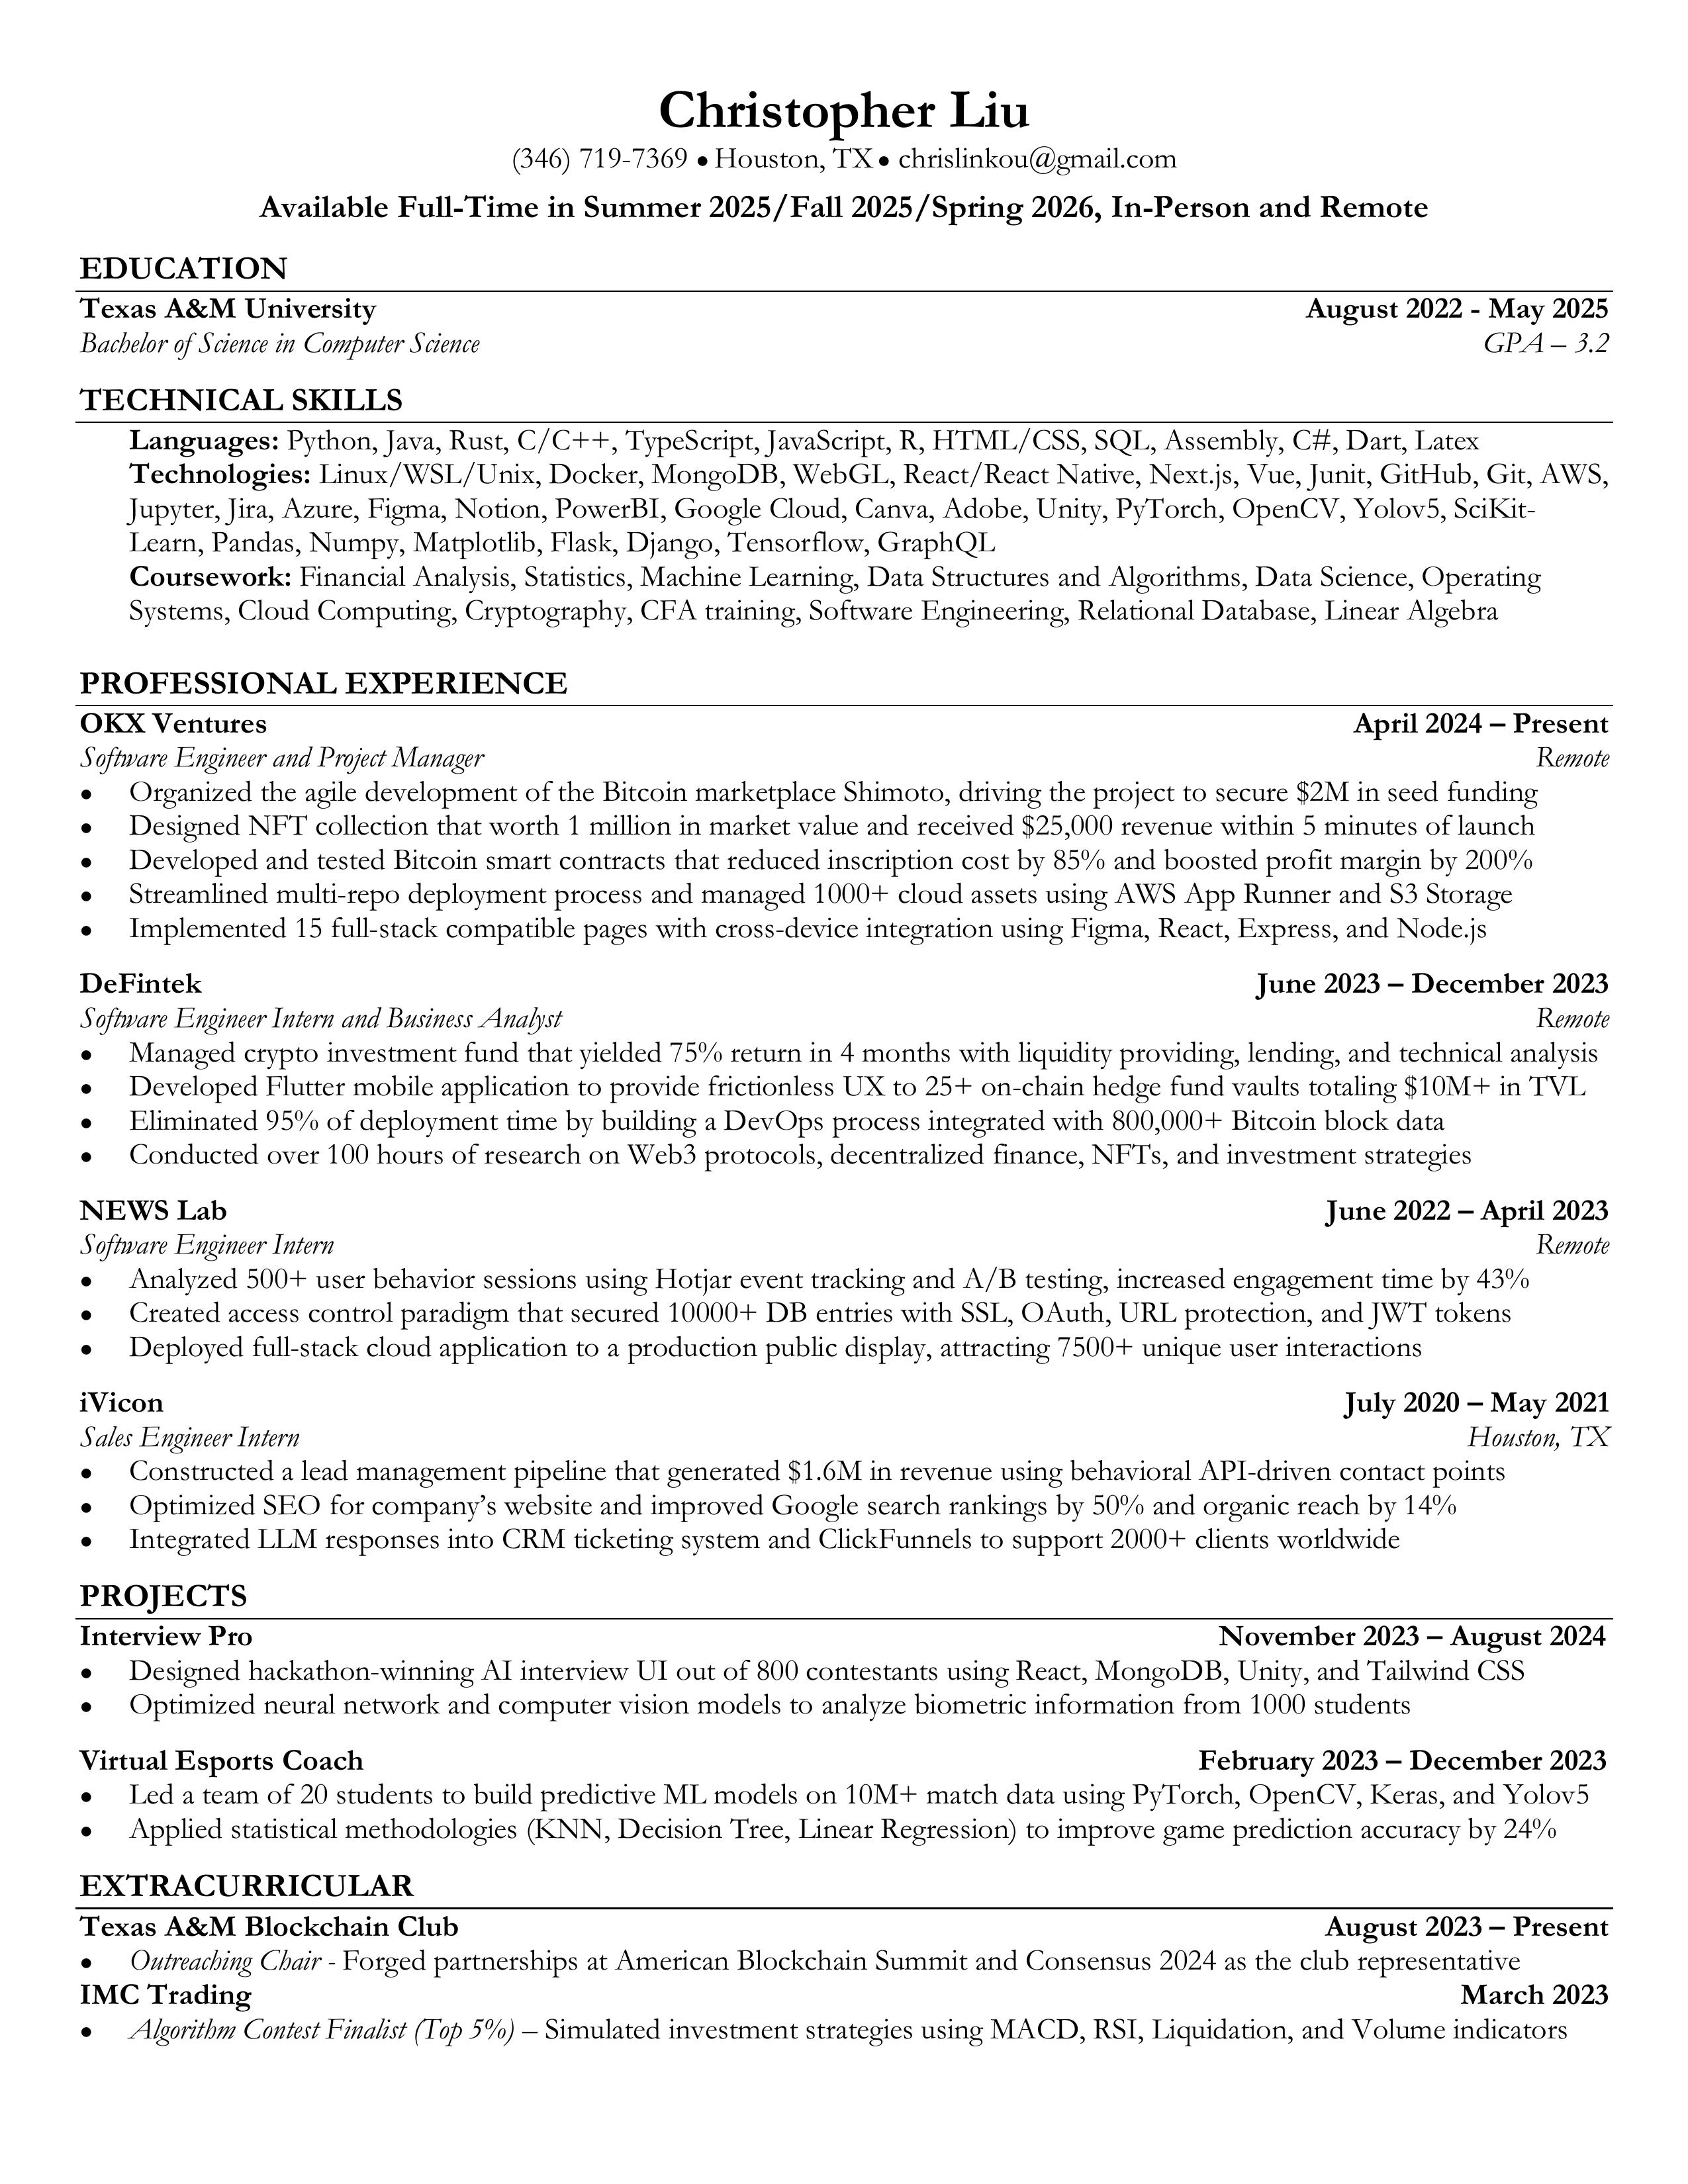 Christopher Liu
(346) 719-7369 • Houston, TX • chrislinkou@gmail.com
Available Full-Time in Summer 2025/Fall 2025/Spring 2026, In-Person and Remote
EDUCATION
Texas A&M University August 2022 - May 2025
Bachelor of Science in Computer Science GPA – 3.2
TECHNICAL SKILLS
Languages: Python, Java, Rust, C/C++, TypeScript, JavaScript, R, HTML/CSS, SQL, Assembly, C#, Dart, Latex
Technologies: Linux/WSL/Unix, Docker, MongoDB, WebGL, React/React Native, Next.js, Vue, Junit, GitHub, Git, AWS,
Jupyter, Jira, Azure, Figma, Notion, PowerBI, Google Cloud, Canva, Adobe, Unity, PyTorch, OpenCV, Yolov5, SciKit-
Learn, Pandas, Numpy, Matplotlib, Flask, Django, Tensorflow, GraphQL
Coursework: Financial Analysis, Statistics, Machine Learning, Data Structures and Algorithms, Data Science, Operating
Systems, Cloud Computing, Cryptography, CFA training, Software Engineering, Relational Database, Linear Algebra
PROFESSIONAL EXPERIENCE
OKX Ventures April 2024 – Present
Software Engineer and Project Manager Remote
• Organized the agile development of the Bitcoin marketplace Shimoto, driving the project to secure $2M in seed funding
• Designed NFT collection that worth 1 million in market value and received $25,000 revenue within 5 minutes of launch
• Developed and tested Bitcoin smart contracts that reduced inscription cost by 85% and boosted profit margin by 200%
• Streamlined multi-repo deployment process and managed 1000+ cloud assets using AWS App Runner and S3 Storage
• Implemented 15 full-stack compatible pages with cross-device integration using Figma, React, Express, and Node.js
DeFintek June 2023 – December 2023
Software Engineer Intern and Business Analyst Remote
• Managed crypto investment fund that yielded 75% return in 4 months with liquidity providing, lending, and technical analysis
• Developed Flutter mobile application to provide frictionless UX to 25+ on-chain hedge fund vaults totaling $10M+ in TVL
• Eliminated 95% of deployment time by building a DevOps process integrated with 800,000+ Bitcoin block data
• Conducted over 100 hours of research on Web3 protocols, decentralized finance, NFTs, and investment strategies
NEWS Lab June 2022 – April 2023
Software Engineer Intern Remote
• Analyzed 500+ user behavior sessions using Hotjar event tracking and A/B testing, increased engagement time by 43%
• Created access control paradigm that secured 10000+ DB entries with SSL, OAuth, URL protection, and JWT tokens
• Deployed full-stack cloud application to a production public display, attracting 7500+ unique user interactions
iVicon July 2020 – May 2021
Sales Engineer Intern Houston, TX
• Constructed a lead management pipeline that generated $1.6M in revenue using behavioral API-driven contact points
• Optimized SEO for company’s website and improved Google search rankings by 50% and organic reach by 14%
• Integrated LLM responses into CRM ticketing system and ClickFunnels to support 2000+ clients worldwide
PROJECTS
Interview Pro November 2023 – August 2024
• Designed hackathon-winning AI interview UI out of 800 contestants using React, MongoDB, Unity, and Tailwind CSS
• Optimized neural network and computer vision models to analyze biometric information from 1000 students
Virtual Esports Coach February 2023 – December 2023
• Led a team of 20 students to build predictive ML models on 10M+ match data using PyTorch, OpenCV, Keras, and Yolov5
• Applied statistical methodologies (KNN, Decision Tree, Linear Regression) to improve game prediction accuracy by 24%
EXTRACURRICULAR
Texas A&M Blockchain Club August 2023 – Present
• Outreaching Chair - Forged partnerships at American Blockchain Summit and Consensus 2024 as the club representative
IMC Trading March 2023
• Algorithm Contest Finalist (Top 5%) – Simulated investment strategies using MACD, RSI, Liquidation, and Volume indicators